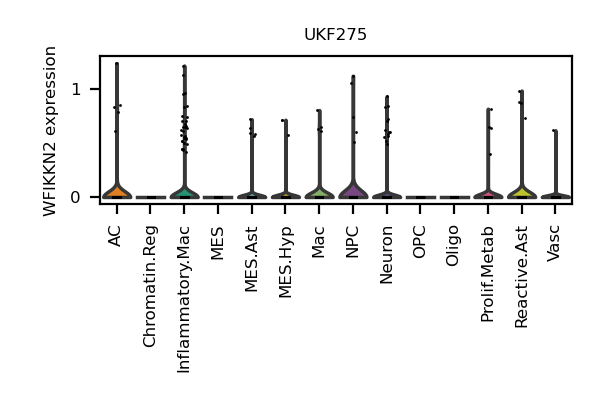 UKF275
WFIKKN2 expression
1
0
AC
Chromatin.Reg
Inflammatory.Mac
MES
MES.Ast
MES.Hyp
Mac
NPC
Neuron
OPC
Oligo
Prolif.Metab
Reactive.Ast
Vasc